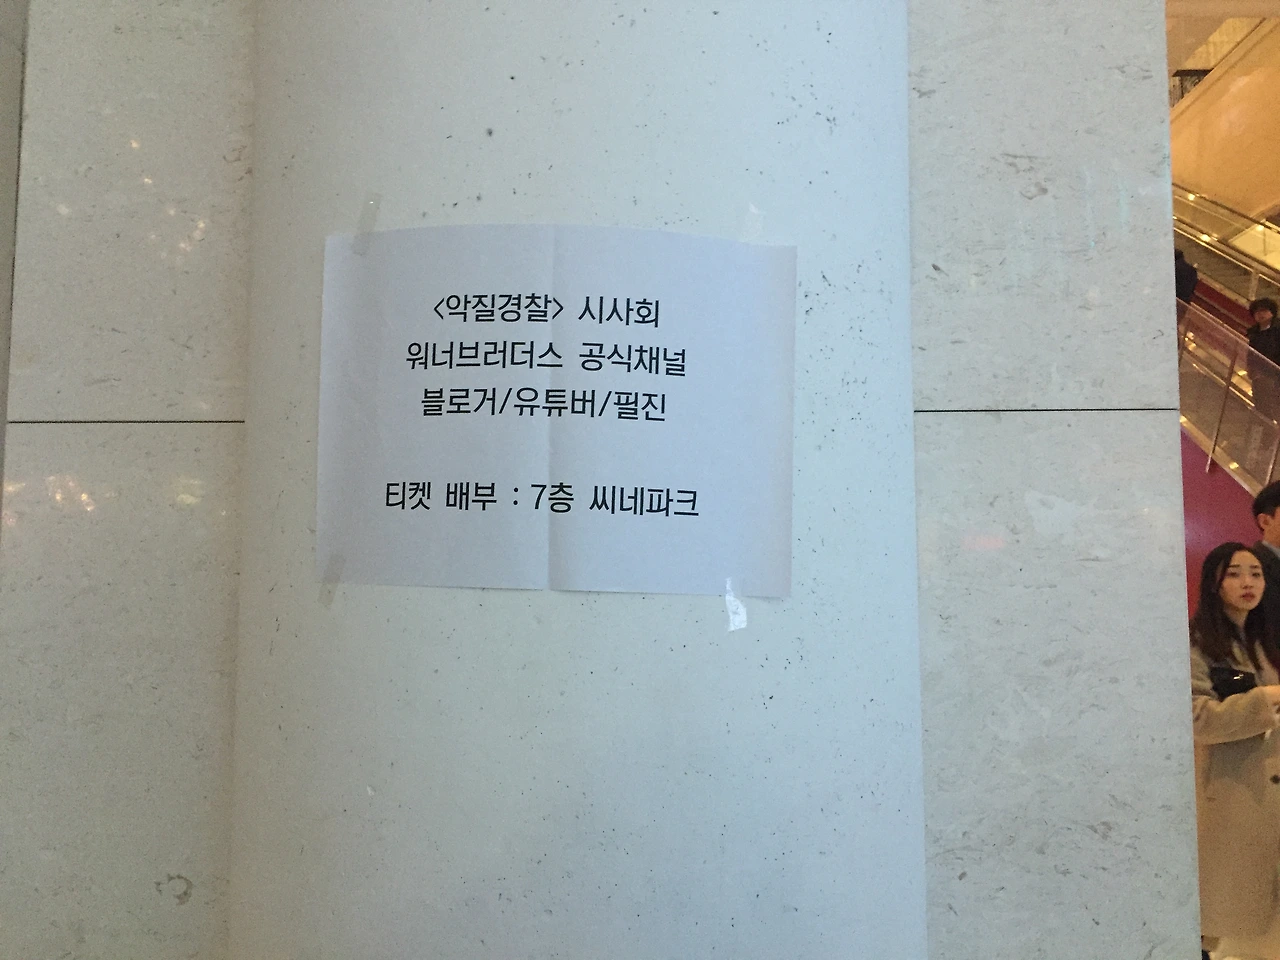 <악질경찰> 시사회
워너브러더스 공식채널
블로거/유튜버/필진
티켓 배부 : 7층 씨네파크